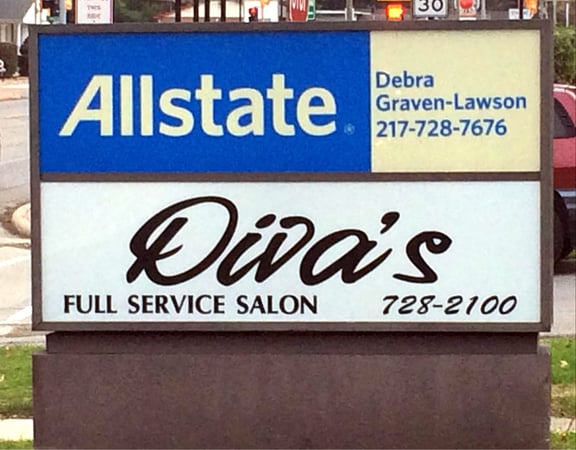 30
Allstate
Debra
Graven-Lawson
217-728-7676
Diva's
FULL SERVICE SALON 728-2100